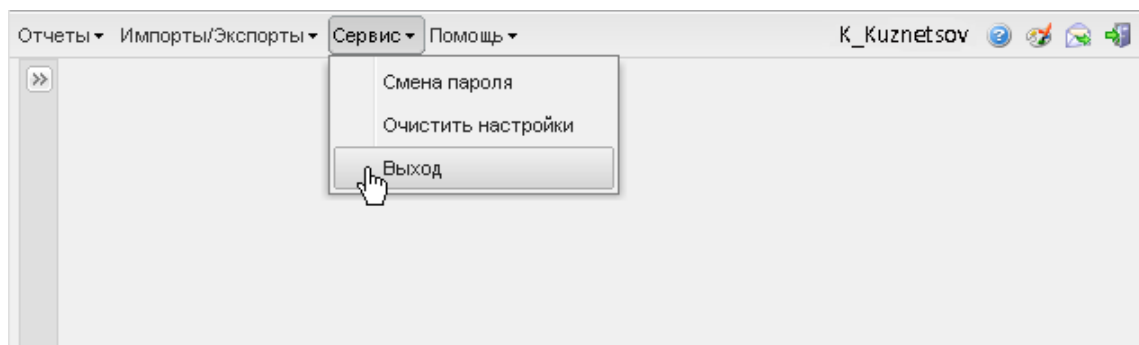 Отчеты Импорты/Экспорты Сервис Помощь K_Kuznetsov
Смена пароля
Очистить настройки
Выход